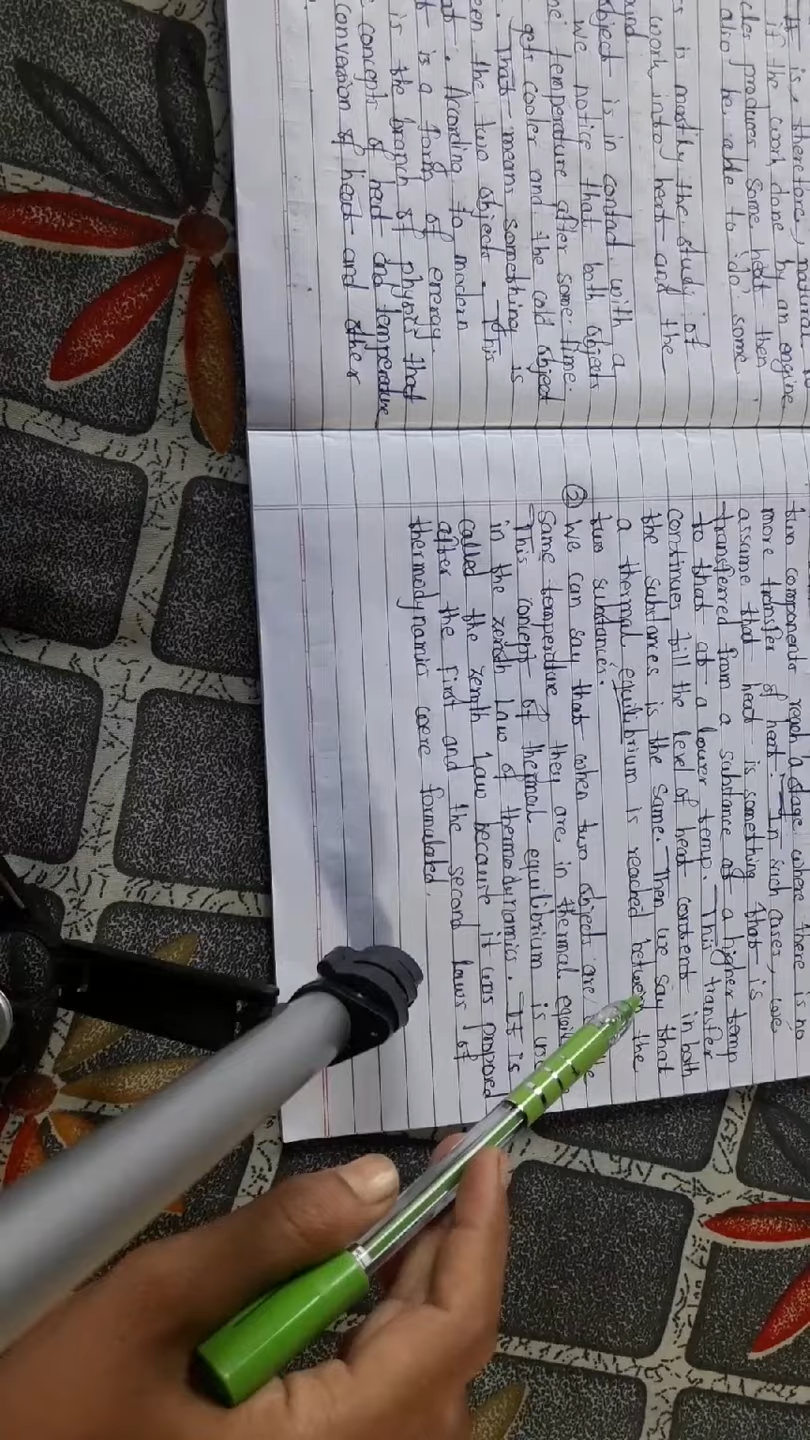 It is, therefore, natural
if the work done by an engine
produces some heat then
also be able to do some
is mostly the study of
work into heat and the
object is in contact with a
we notice that both objects
temperature after some time.
gets cooler and the cold object
. That mean something is
the two objects. This
. According to modern
is a form of energy.
is the branch of physics that
concepts of heat and temperature
conversion of heat and other
two components reach a stage where there is no
more transfer of heat. In such cases, we
assume that heat is something that is
transferred from a substance at a higher temp
to that at a lower temp. This transfer
continues till the level of heat content in both
the substances is the same. Then we say that
a thermal equilibrium is reached between the
two substances.
② We can say that when two objects are
same temperature, they are in thermal
This concept of thermal equilibrium is
in the zeroth law of thermodynamics. It is
called the zeroth law because it was proposed
after the first and the second laws of
thermodynamics were formulated.